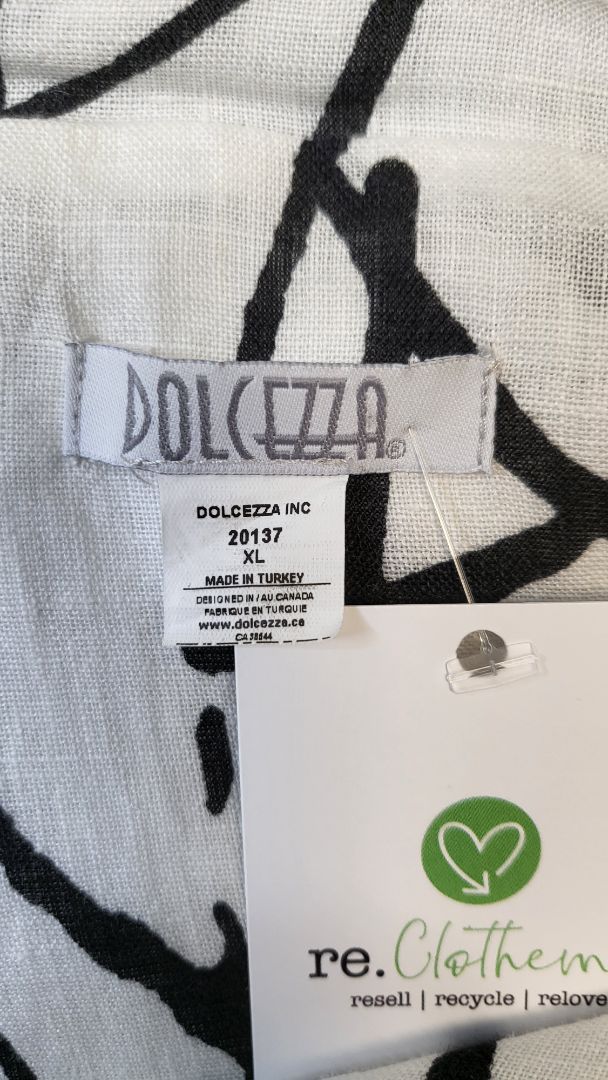 DOLCEZZA®
DOLCEZZA INC
20137
XL
MADE IN TURKEY
DESIGNED IN / AU CANADA
FABRIQUE EN TURQUIE
www.dolcezza.ca
CA 38544
re.Clothem
resell | recycle | relove